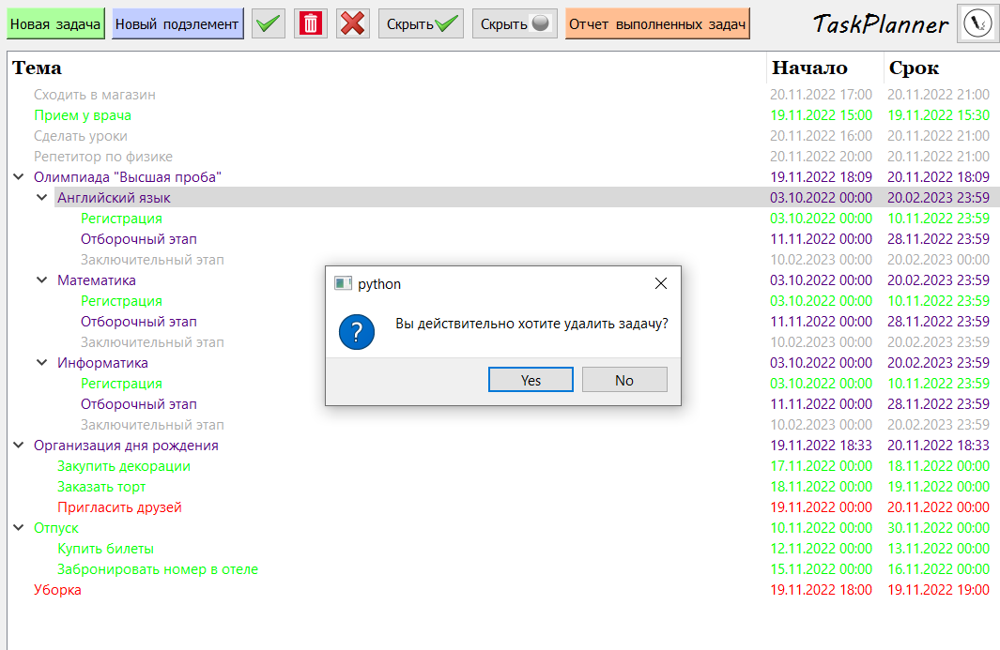 Новая задача Новый подэлемент Скрыть Скрыть Отчет выполненных задач TaskPlanner
Тема Начало Срок
Сходить в магазин 20.11.2022 17:00 20.11.2022 21:00
Прием у врача 19.11.2022 15:00 19.11.2022 15:30
Сделать уроки 20.11.2022 16:00 20.11.2022 21:00
Репетитор по физике 20.11.2022 20:00 20.11.2022 21:00
Олимпиада "Высшая проба" 19.11.2022 18:09 20.11.2022 18:09
Английский язык 03.10.2022 00:00 20.02.2023 23:59
Регистрация 03.10.2022 00:00 10.11.2022 23:59
Отборочный этап 11.11.2022 00:00 28.11.2022 23:59
Заключительный этап 10.02.2023 00:00 20.02.2023 00:00
Математика 03.10.2022 00:00 20.02.2023 23:59
Регистрация 03.10.2022 00:00 10.11.2022 23:59
Отборочный этап 11.11.2022 00:00 28.11.2022 23:59
Заключительный этап 10.02.2023 00:00 20.02.2023 23:59
Информатика 03.10.2022 00:00 20.02.2023 23:59
Регистрация 03.10.2022 00:00 10.11.2022 23:59
Отборочный этап 11.11.2022 00:00 28.11.2022 23:59
Заключительный этап 10.02.2023 00:00 20.02.2023 23:59
Организация дня рождения 19.11.2022 18:33 20.11.2022 18:33
Закупить декорации 17.11.2022 00:00 18.11.2022 00:00
Заказать торт 18.11.2022 00:00 19.11.2022 00:00
Пригласить друзей 19.11.2022 00:00 20.11.2022 00:00
Отпуск 10.11.2022 00:00 30.11.2022 00:00
Купить билеты 12.11.2022 00:00 13.11.2022 00:00
Забронировать номер в отеле 15.11.2022 00:00 16.11.2022 00:00
Уборка 19.11.2022 18:00 19.11.2022 19:00
python
Вы действительно хотите удалить задачу?
Yes No